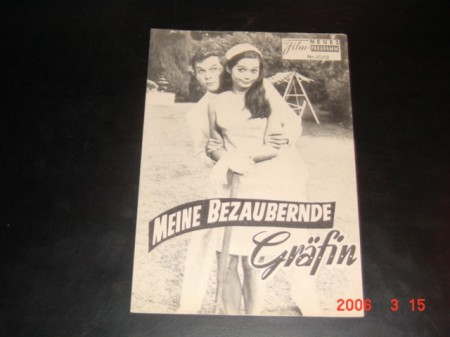 film
NEUES
PROGRAMM
MEINE BEZAUBERNDE
Gräfin
2006 3 15